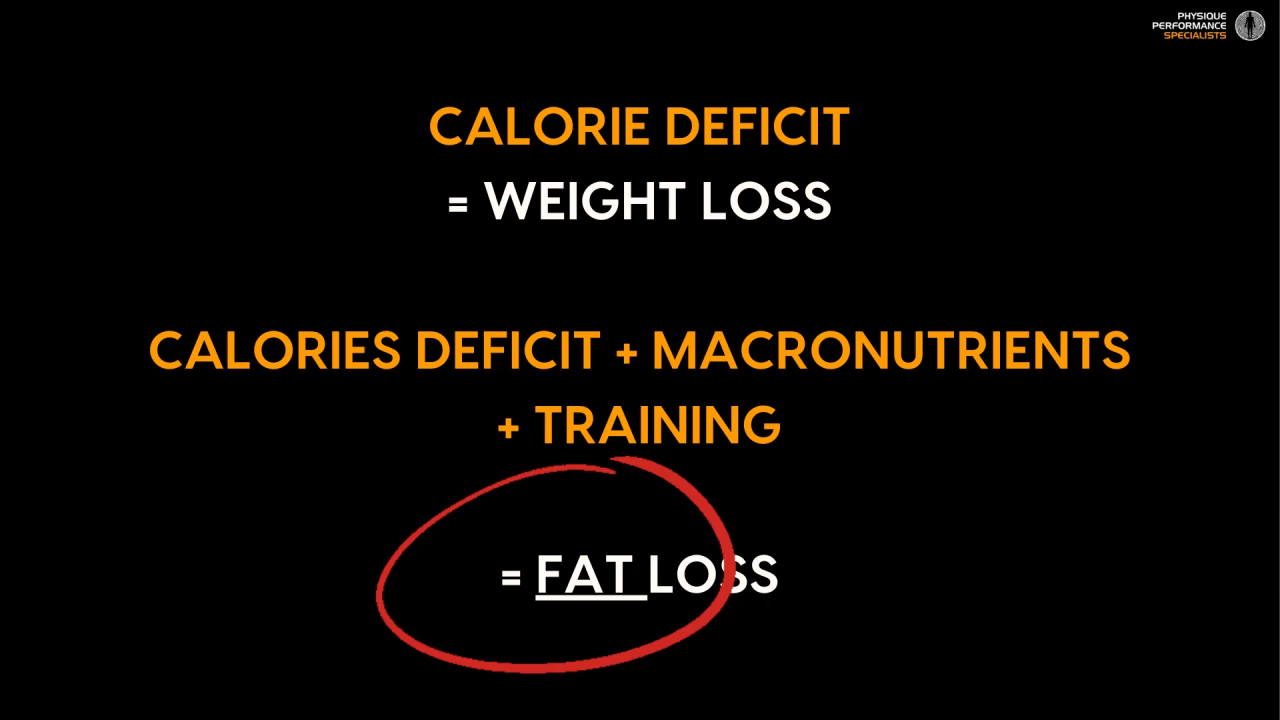 PHYSIQUE
PERFORMANCE
SPECIALISTS
CALORIE DEFICIT
= WEIGHT LOSS
CALORIES DEFICIT + MACRONUTRIENTS
+ TRAINING
= FAT LOSS